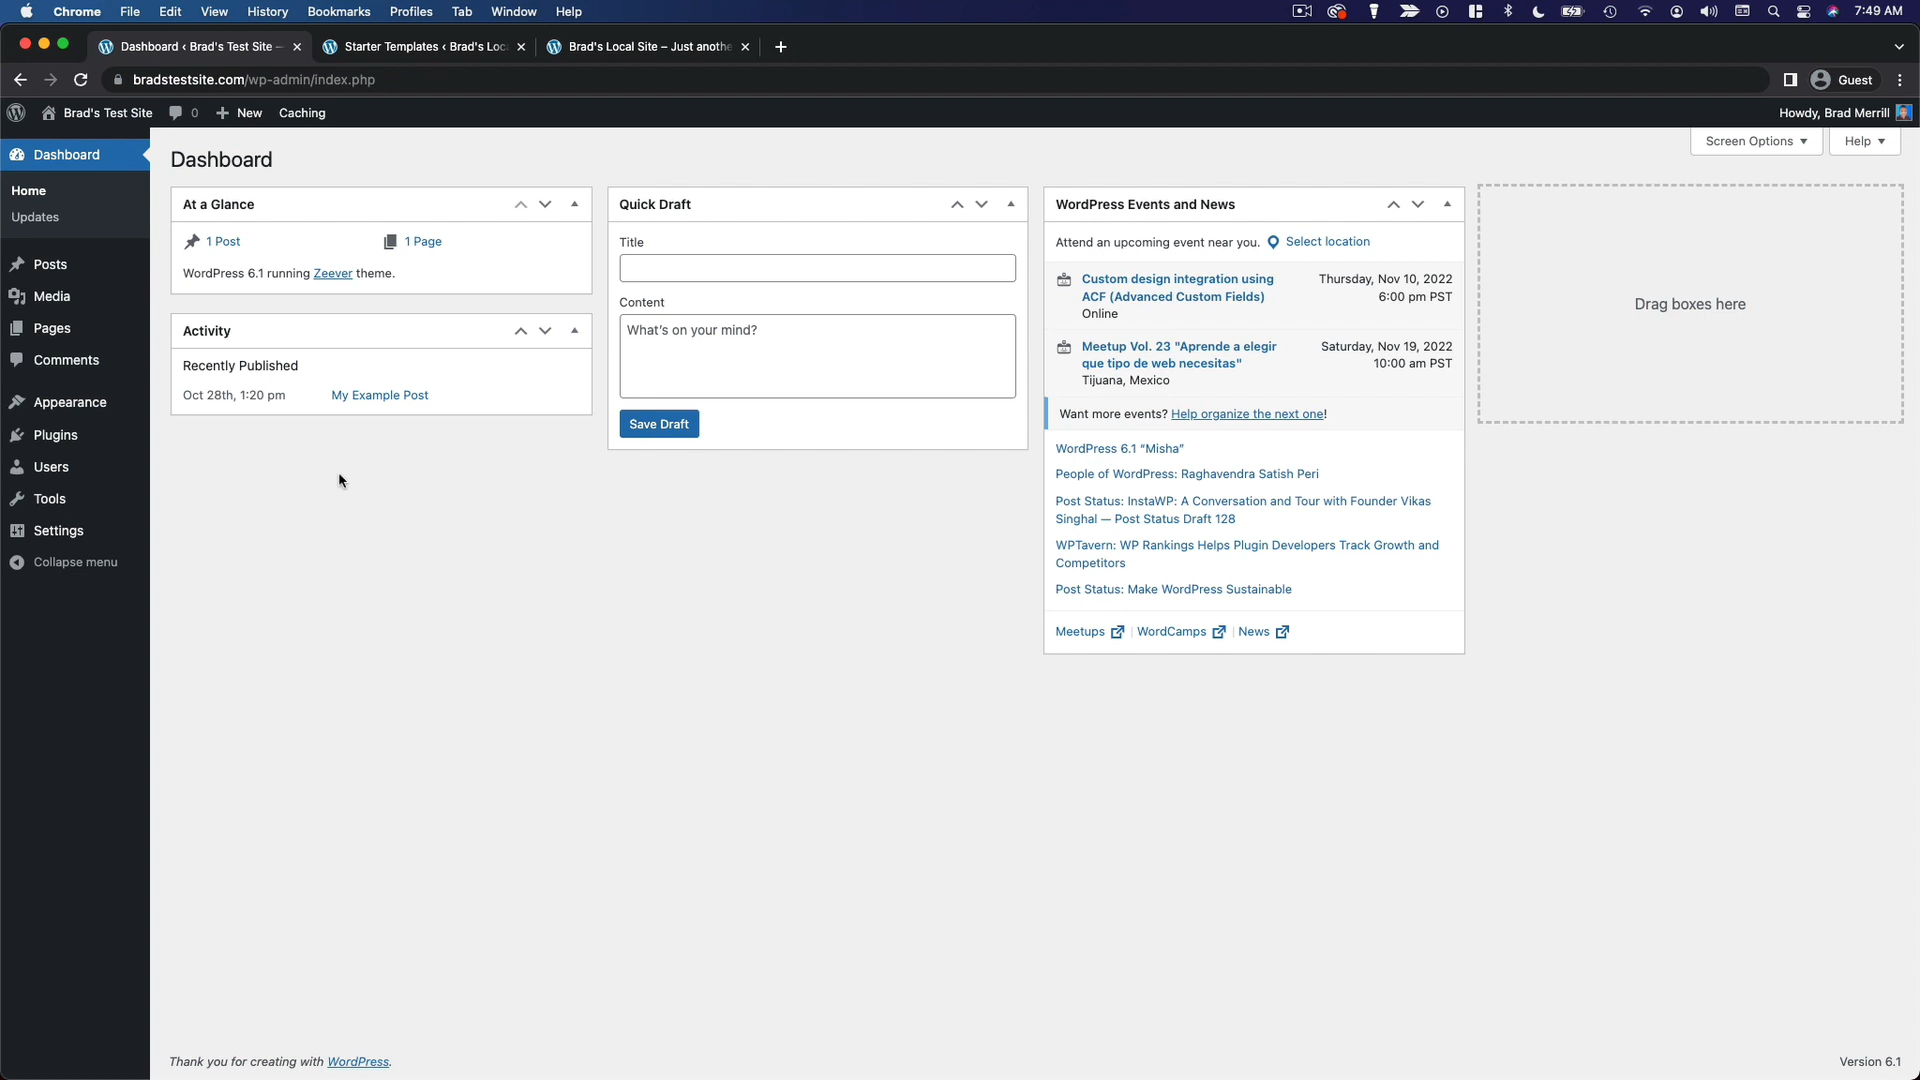 Chrome File Edit View History Bookmarks Profiles Tab Window Help 7:49 AM
Dashboard ‹ Brad's Test Site – Starter Templates ‹ Brad's Loc Brad's Local Site – Just anothe
bradstestsite.com/wp-admin/index.php Guest
Brad's Test Site 0 New Caching Howdy, Brad Merrill
Screen Options Help
Dashboard
Home
Updates
Posts
Media
Pages
Comments
Appearance
Plugins
Users
Tools
Settings
Collapse menu
Dashboard
At a Glance
1 Post 1 Page
WordPress 6.1 running Zeever theme.
Activity
Recently Published
Oct 28th, 1:20 pm My Example Post
Quick Draft
Title
Content
What's on your mind?
Save Draft
WordPress Events and News
Attend an upcoming event near you. Select location
Custom design integration using Thursday, Nov 10, 2022
ACF (Advanced Custom Fields) 6:00 pm PST
Online
Meetup Vol. 23 "Aprende a elegir Saturday, Nov 19, 2022
que tipo de web necesitas" 10:00 am PST
Tijuana, Mexico
Want more events? Help organize the next one!
WordPress 6.1 “Misha”
People of WordPress: Raghavendra Satish Peri
Post Status: InstaWP: A Conversation and Tour with Founder Vikas
Singhal — Post Status Draft 128
WPTavern: WP Rankings Helps Plugin Developers Track Growth and
Competitors
Post Status: Make WordPress Sustainable
Meetups | WordCamps | News
Drag boxes here
Thank you for creating with WordPress. Version 6.1